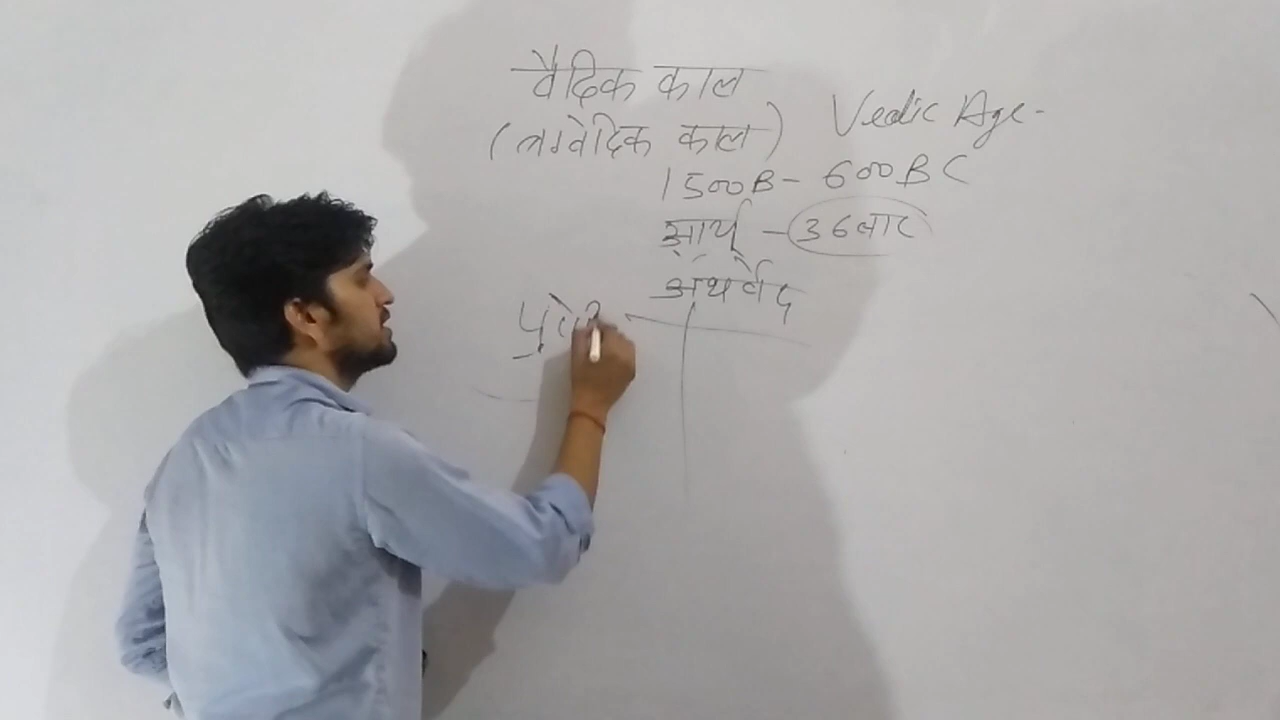 वैदिक काल
(ऋग्वेदिक काल) Vedic Age-
1500B- 600BC
आर्य - 36बार
अथर्वेद